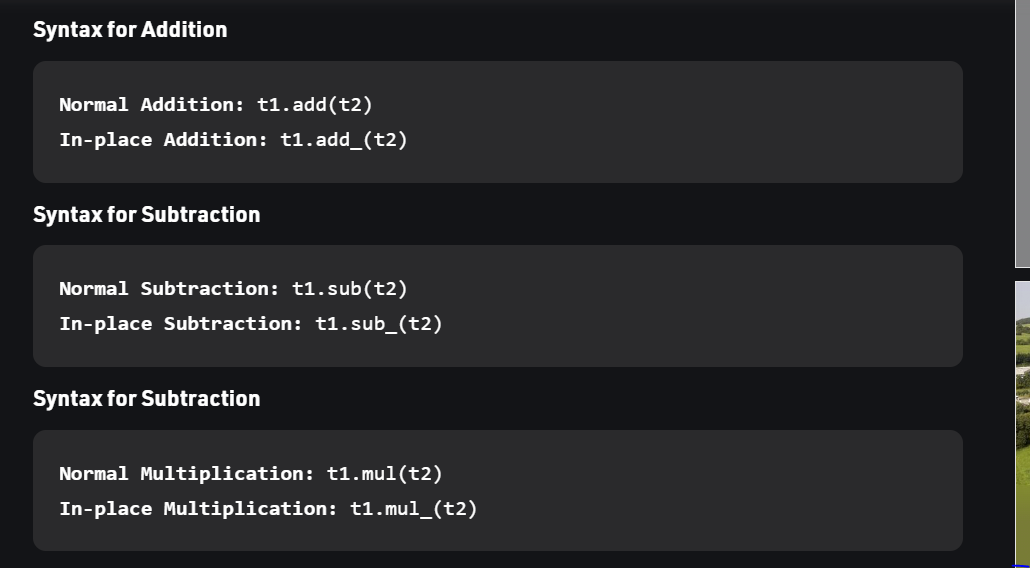 Syntax for Addition
Normal Addition: t1.add(t2)
In-place Addition: t1.add_(t2)
Syntax for Subtraction
Normal Subtraction: t1.sub(t2)
In-place Subtraction: t1.sub_(t2)
Syntax for Subtraction
Normal Multiplication: t1.mul(t2)
In-place Multiplication: t1.mul_(t2)